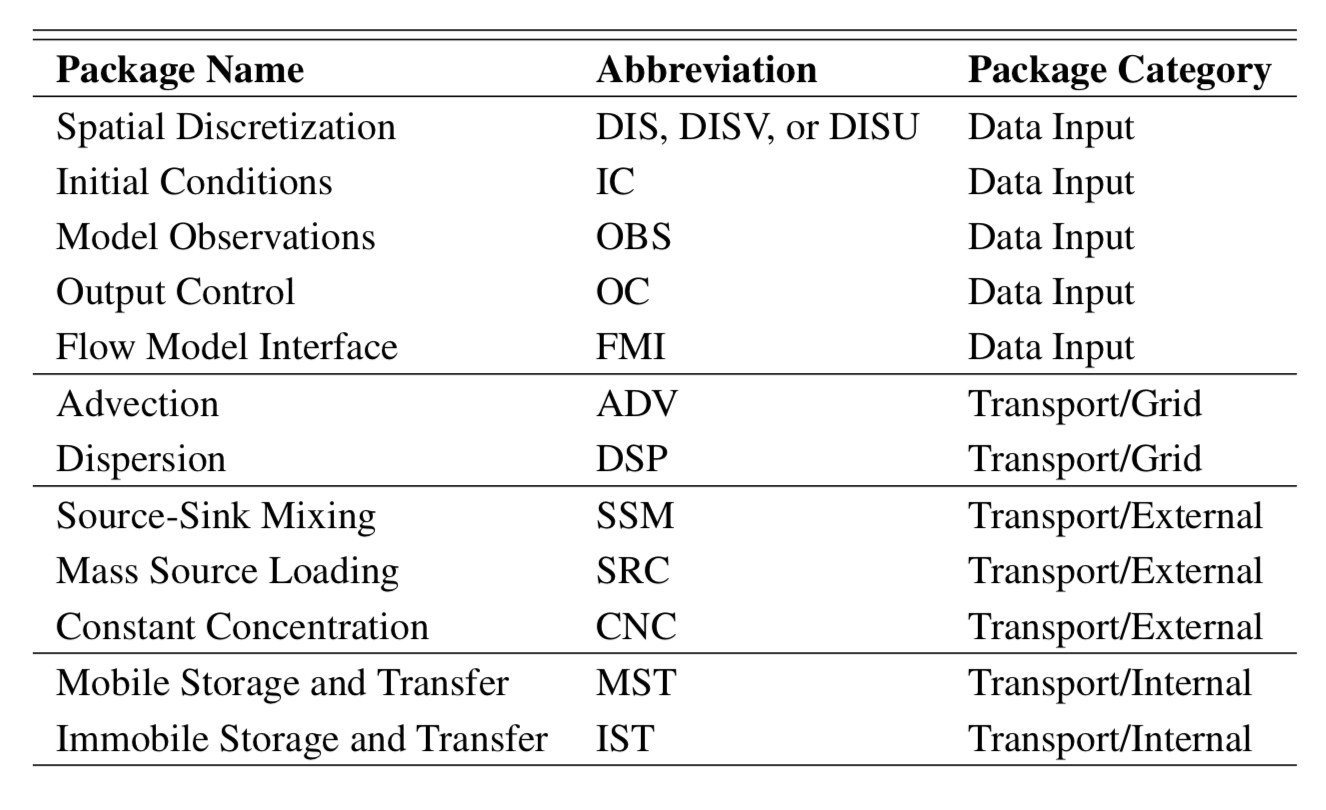 Package Name Abbreviation Package Category
Spatial Discretization DIS, DISV, or DISU Data Input
Initial Conditions IC Data Input
Model Observations OBS Data Input
Output Control OC Data Input
Flow Model Interface FMI Data Input
Advection ADV Transport/Grid
Dispersion DSP Transport/Grid
Source-Sink Mixing SSM Transport/External
Mass Source Loading SRC Transport/External
Constant Concentration CNC Transport/External
Mobile Storage and Transfer MST Transport/Internal
Immobile Storage and Transfer IST Transport/Internal